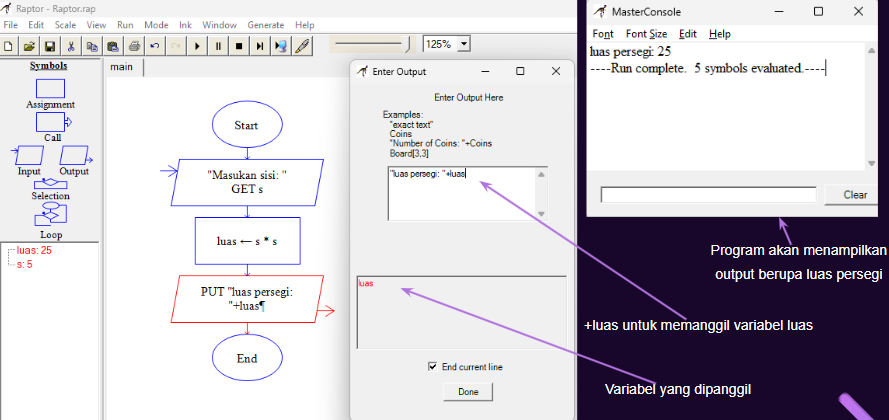 Raptor - Raptor.rap
File Edit Scale View Run Mode Ink Window Generate Help
125%
Symbols
Assignment
Call
Input Output
Selection
Loop
luas: 25
s: 5
main
Start
"Masukan sisi: "
GET s
luas ← s * s
PUT "luas persegi:
"+luas¶
End
Enter Output
Enter Output Here
Examples:
"exact text"
Coins
"Number of Coins: "+Coins
Board[3,3]
"luas persegi: "+luas
luas
End current line
Done
MasterConsole
Font Font Size Edit Help
luas persegi: 25
----Run complete. 5 symbols evaluated.----
Clear
Program akan menampilkan
output berupa luas persegi
+luas untuk memanggil variabel luas
Variabel yang dipanggil